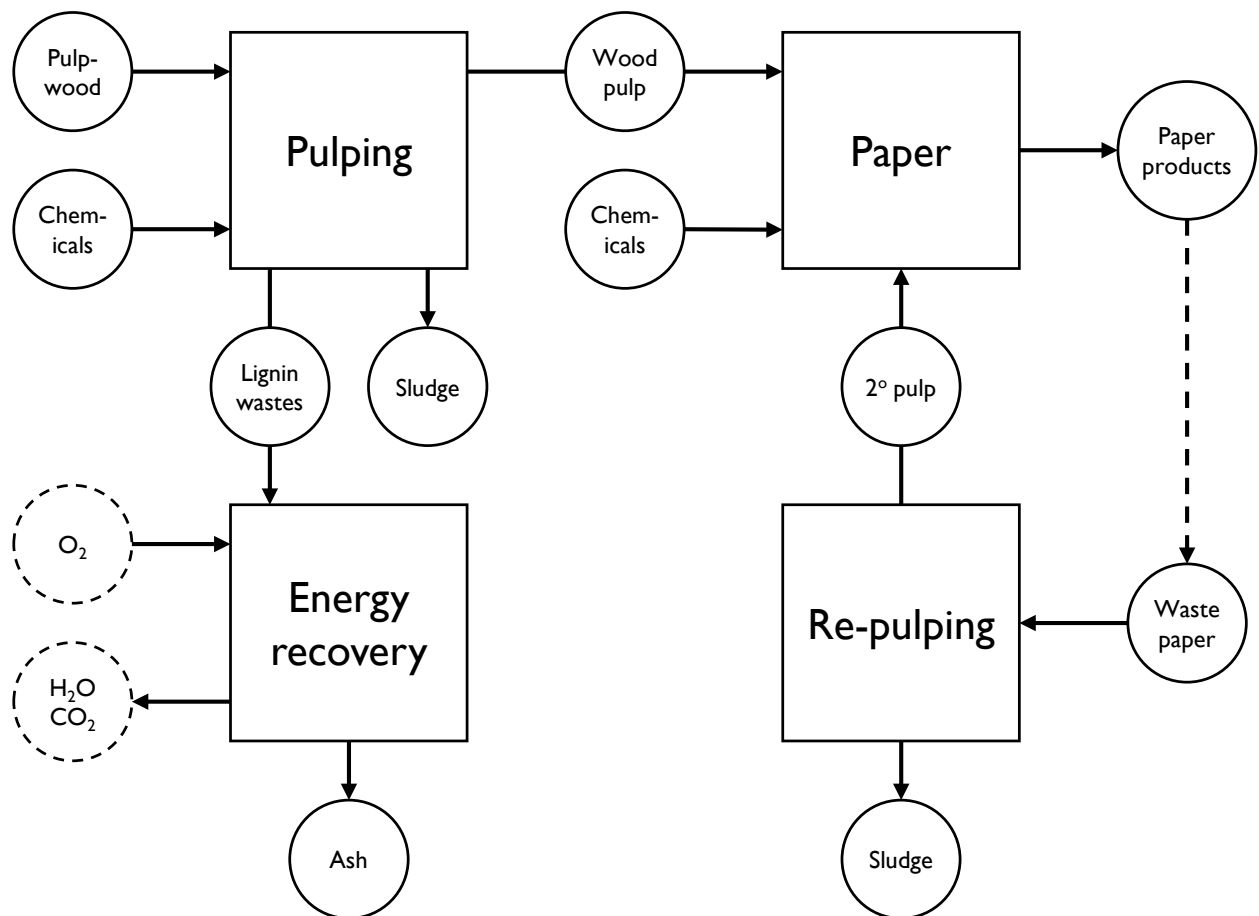 Pulp-
wood
Wood
pulp
Pulping
Paper
Paper
products
Chem-
icals
Chem-
icals
Lignin
wastes
Sludge
2º pulp
O₂
Energy
recovery
Re-pulping
Waste
paper
H₂O
CO₂
Ash
Sludge